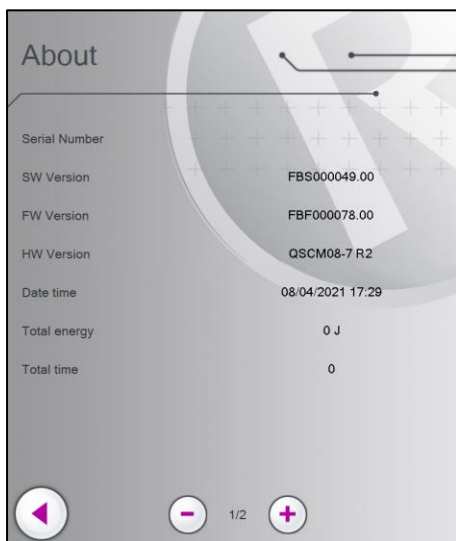 About
Serial Number
SW Version FBS000049.00
FW Version FBF000078.00
HW Version QSCM08-7 R2
Date time 08/04/2021 17:29
Total energy 0 J
Total time 0
1/2